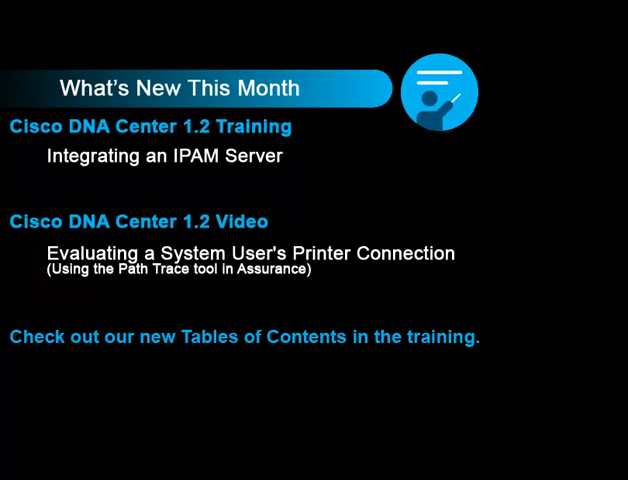 What's New This Month
Cisco DNA Center 1.2 Training
Integrating an IPAM Server
Cisco DNA Center 1.2 Video
Evaluating a System User's Printer Connection
(Using the Path Trace tool in Assurance)
Check out our new Tables of Contents in the training.